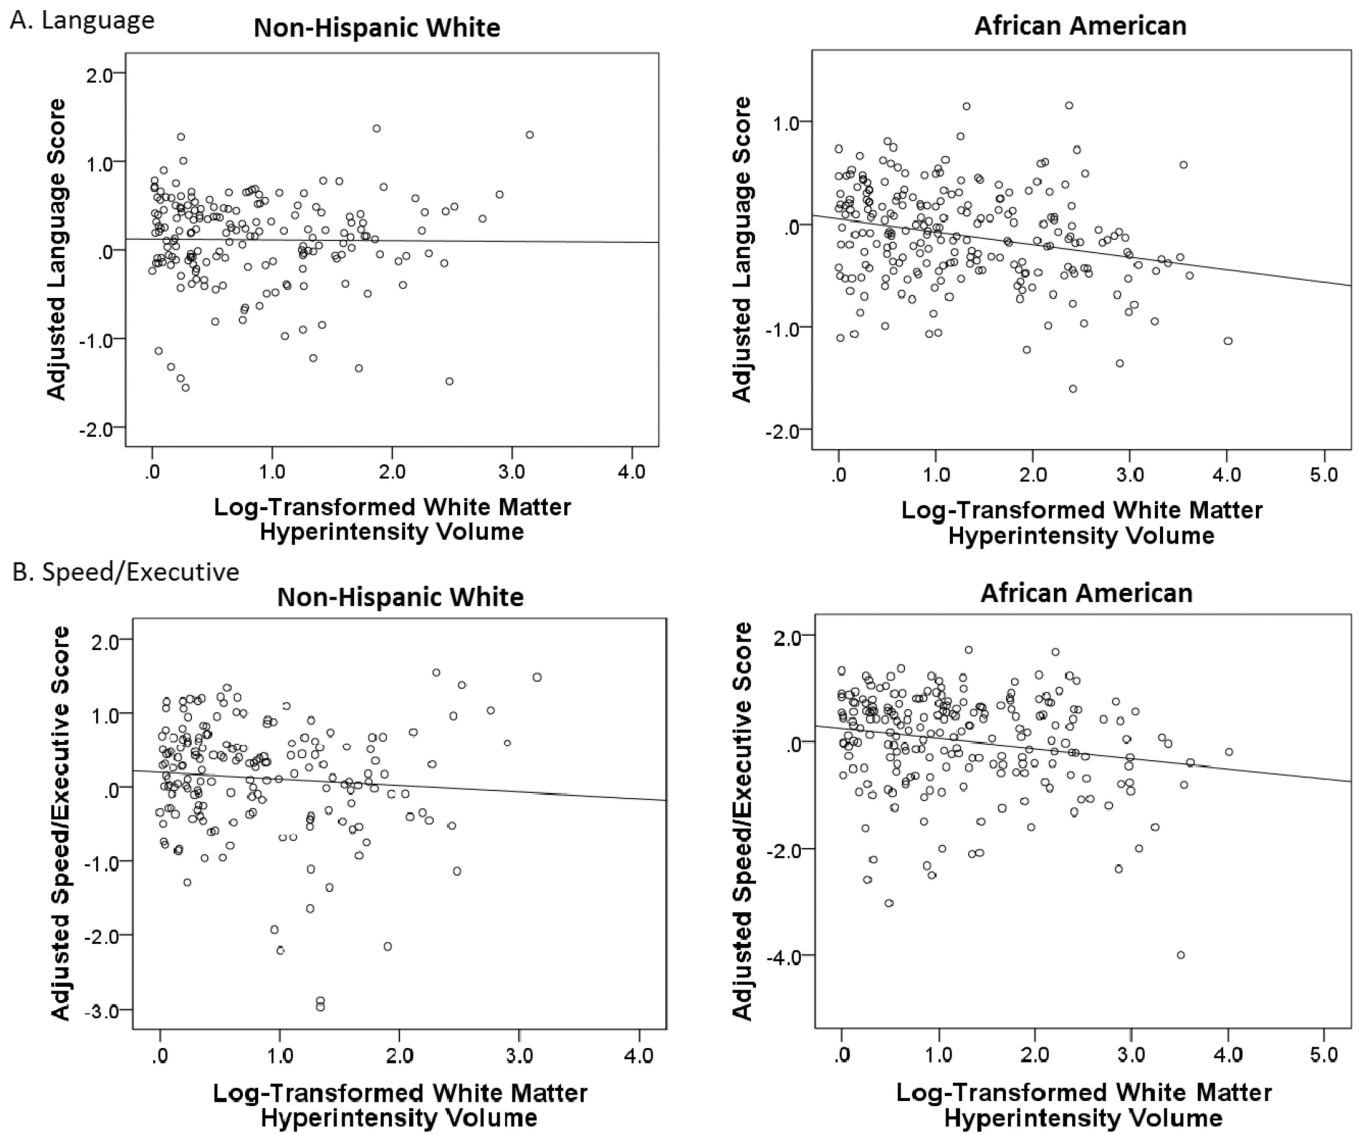 A. Language
Non-Hispanic White
African American
Adjusted Language Score
2.0
1.0
.0
-1.0
-2.0
.0 1.0 2.0 3.0 4.0
Log-Transformed White Matter
Hyperintensity Volume
Adjusted Language Score
1.0
.0
-1.0
-2.0
.0 1.0 2.0 3.0 4.0 5.0
Log-Transformed White Matter
Hyperintensity Volume
B. Speed/Executive
Non-Hispanic White
African American
Adjusted Speed/Executive Score
2.0
1.0
.0
-1.0
-2.0
-3.0
.0 1.0 2.0 3.0 4.0
Log-Transformed White Matter
Hyperintensity Volume
Adjusted Speed/Executive Score
2.0
.0
-2.0
-4.0
.0 1.0 2.0 3.0 4.0 5.0
Log-Transformed White Matter
Hyperintensity Volume